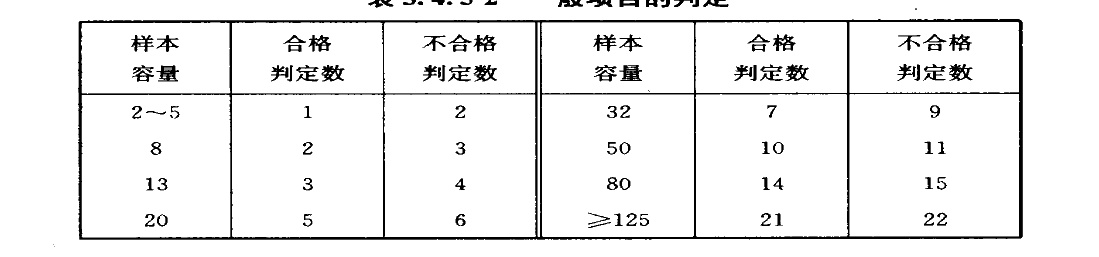 表 3.4.5-2 一般项目的判定
样本容量 合格判定数 不合格判定数 样本容量 合格判定数 不合格判定数
2～5 1 2 32 7 9
8 2 3 50 10 11
13 3 4 80 14 15
20 5 6 ≥125 21 22